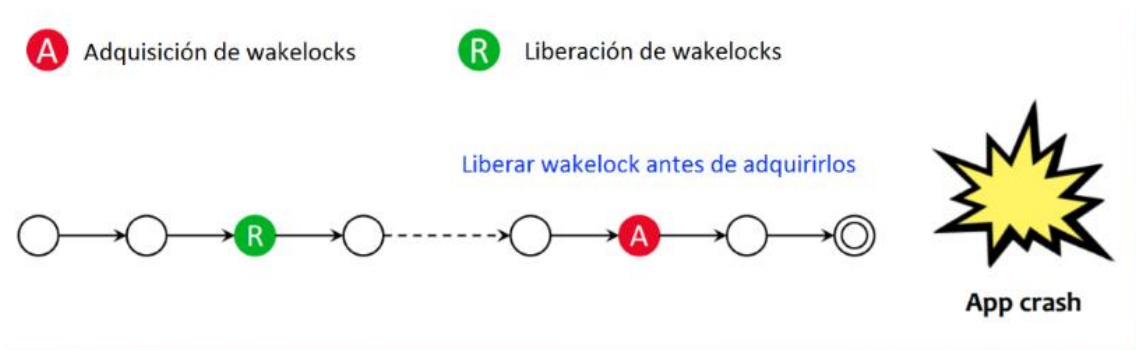 A Adquisición de wakelocks
R Liberación de wakelocks
Liberar wakelock antes de adquirirlos
R
A
App crash